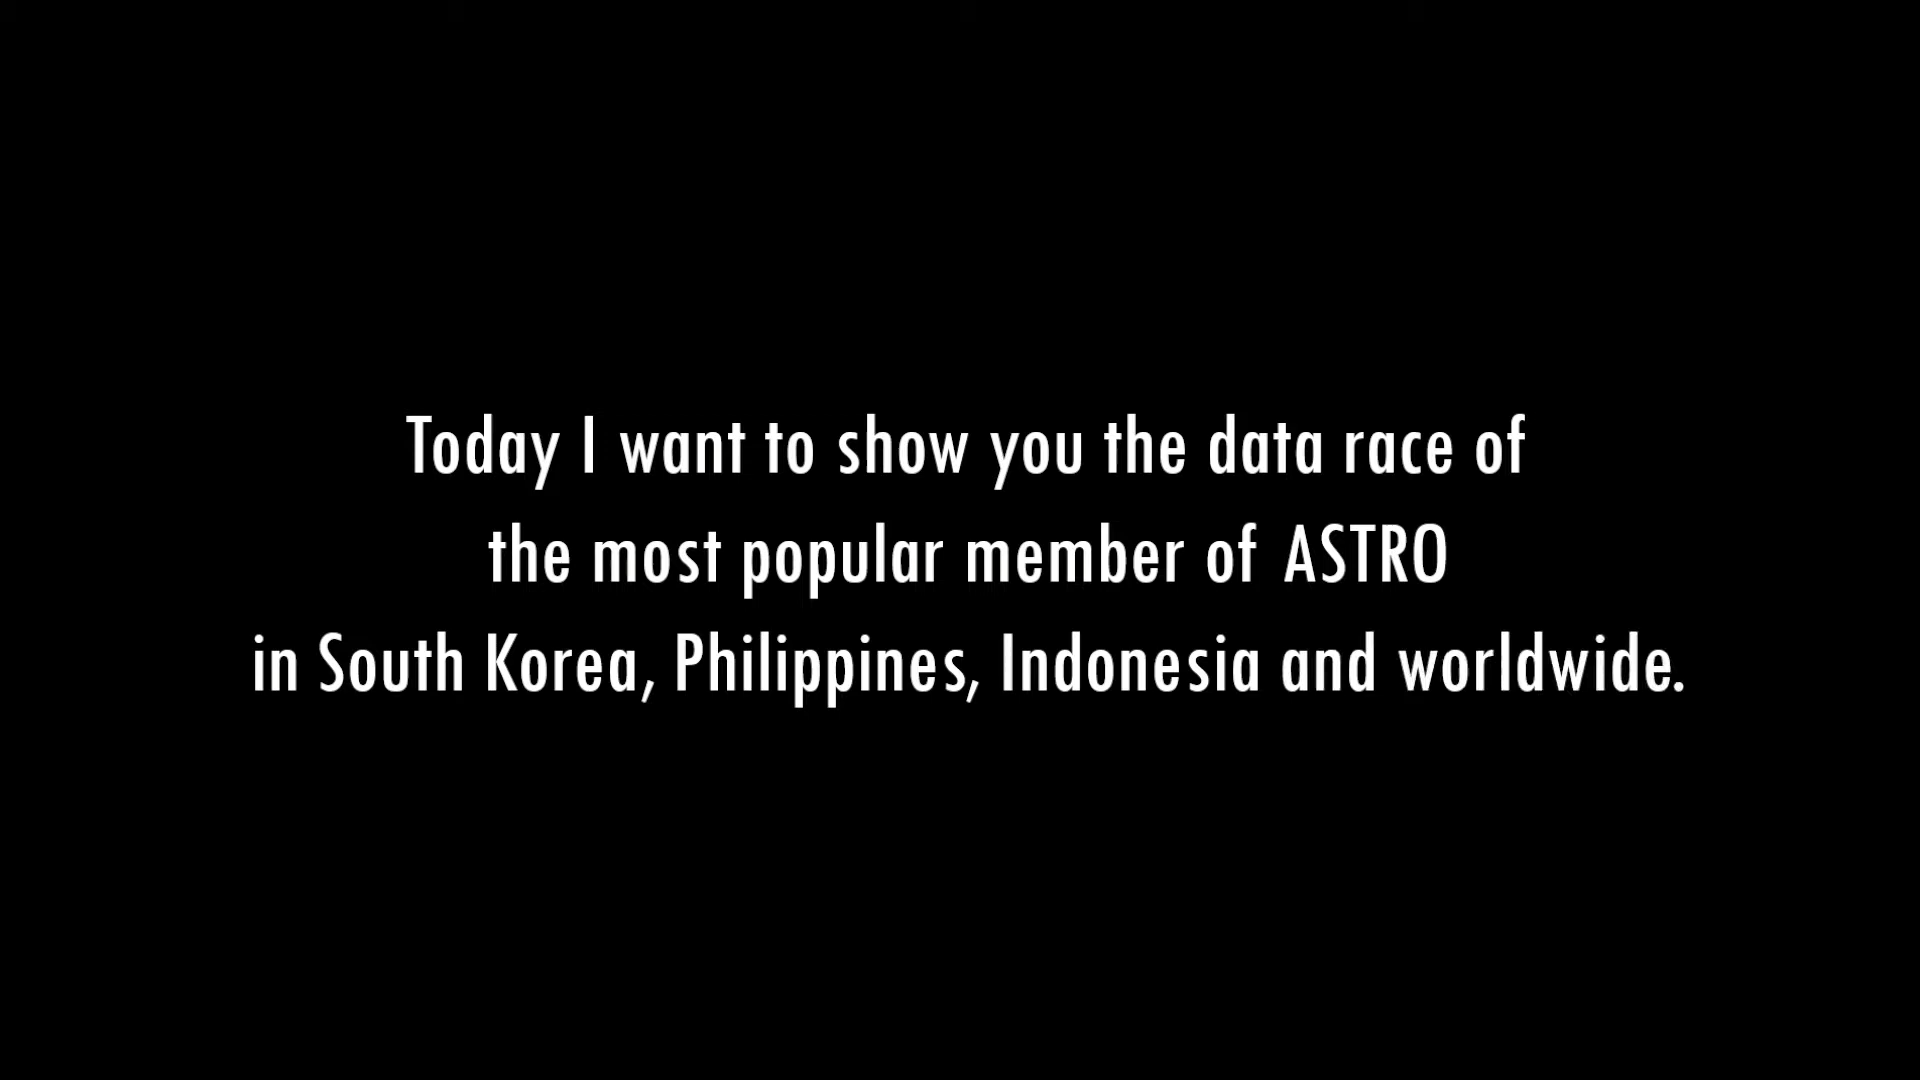 Today I want to show you the data race of
the most popular member of ASTRO
in South Korea, Philippines, Indonesia and worldwide.